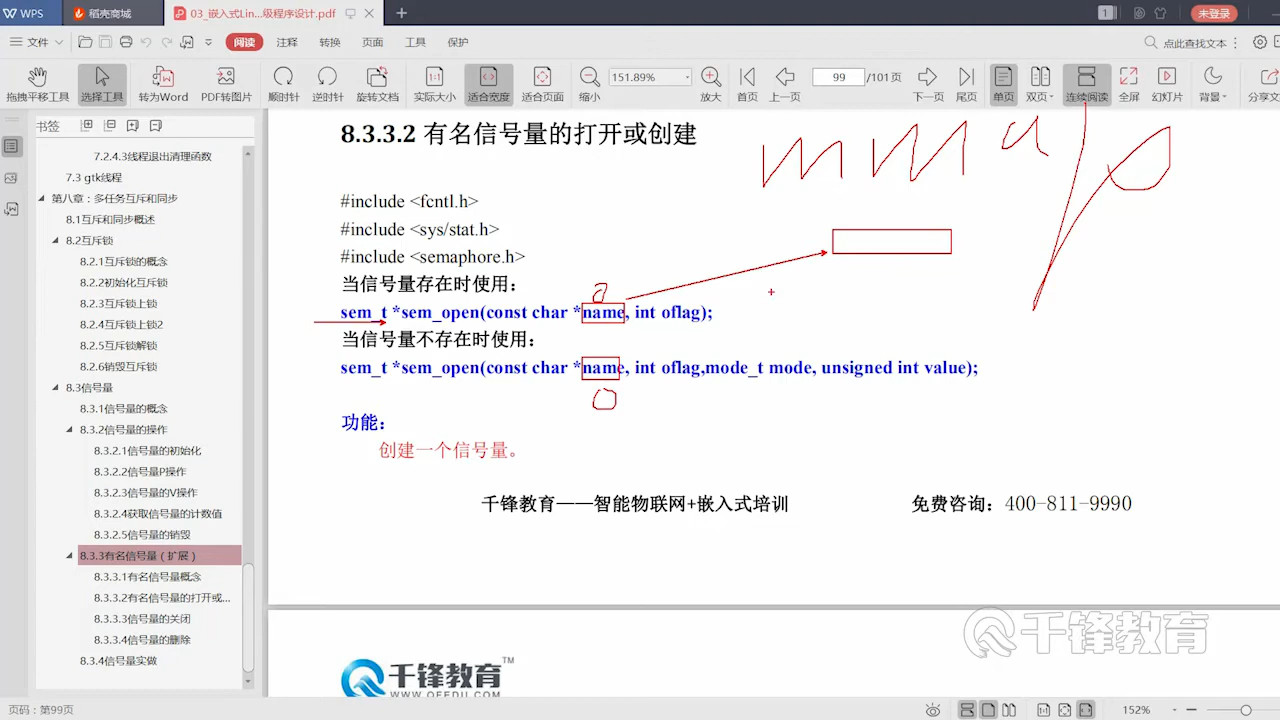 WPS 稻壳商城 03_嵌入式Lin...级程序设计.pdf 1 未登录
文件 阅读 注释 转换 页面 工具 保护 点此查找文本
拖拽平移工具 选择工具 转为Word PDF转图片 顺时针 逆时针 旋转文档 实际大小 适合宽度 适合页面 缩小 151.89% 放大 首页 上一页 99 /101页 下一页 尾页 单页 双页 连续阅读 全屏 幻灯片 背景 分享文
书签
7.2.4.3线程退出清理函数
7.3 gtk线程
第八章：多任务互斥和同步
8.1互斥和同步概述
8.2互斥锁
8.2.1互斥锁的概念
8.2.2初始化互斥锁
8.2.3互斥锁上锁
8.2.4互斥锁上锁2
8.2.5互斥锁解锁
8.2.6销毁互斥锁
8.3信号量
8.3.1信号量的概念
8.3.2信号量的操作
8.3.2.1信号量的初始化
8.3.2.2信号量P操作
8.3.2.3信号量的V操作
8.3.2.4获取信号量的计数值
8.3.2.5信号量的销毁
8.3.3有名信号量（扩展）
8.3.3.1有名信号量概念
8.3.3.2有名信号量的打开或...
8.3.3.3信号量的关闭
8.3.3.4信号量的删除
8.3.4信号量实做
8.3.3.2 有名信号量的打开或创建
mmap
#include <fcntl.h>
#include <sys/stat.h>
#include <semaphore.h>
当信号量存在时使用：
sem_t *sem_open(const char *name, int oflag);
当信号量不存在时使用：
sem_t *sem_open(const char *name, int oflag,mode_t mode, unsigned int value);
功能：
创建一个信号量。
千锋教育——智能物联网+嵌入式培训 免费咨询：400-811-9990
千锋教育
千锋教育 TM
WWW.QFEDU.COM
页码：第99页 152%